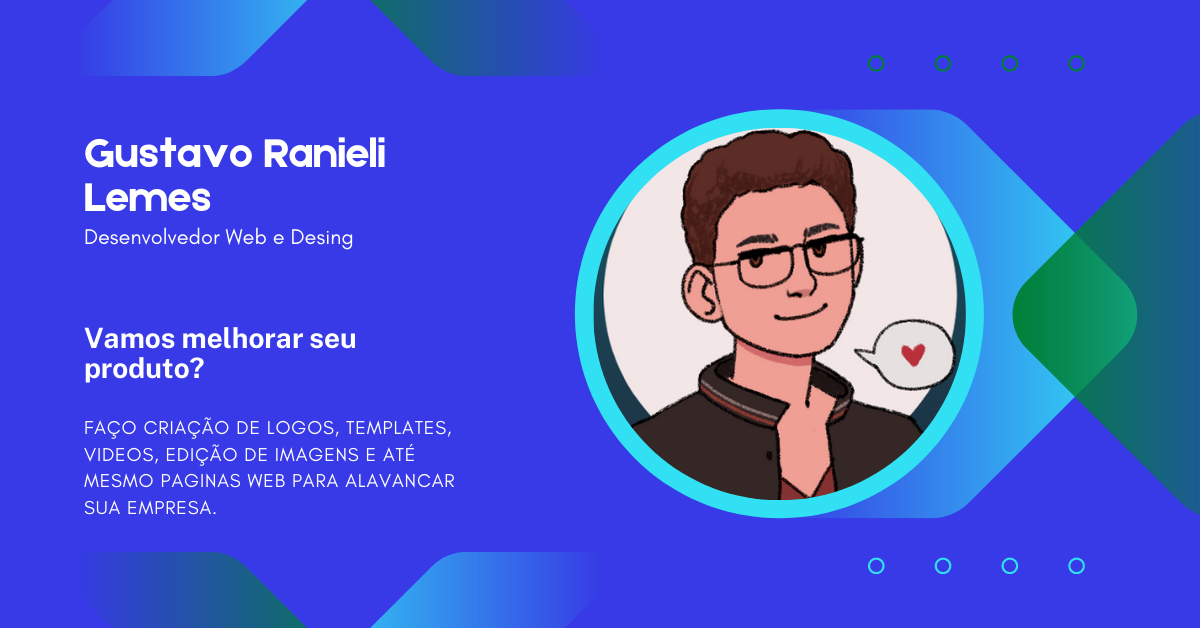 Gustavo Ranieli
Lemes
Desenvolvedor Web e Desing
Vamos melhorar seu
produto?
FAÇO CRIAÇÃO DE LOGOS, TEMPLATES,
VIDEOS, EDIÇÃO DE IMAGENS E ATÉ
MESMO PAGINAS WEB PARA ALAVANCAR
SUA EMPRESA.